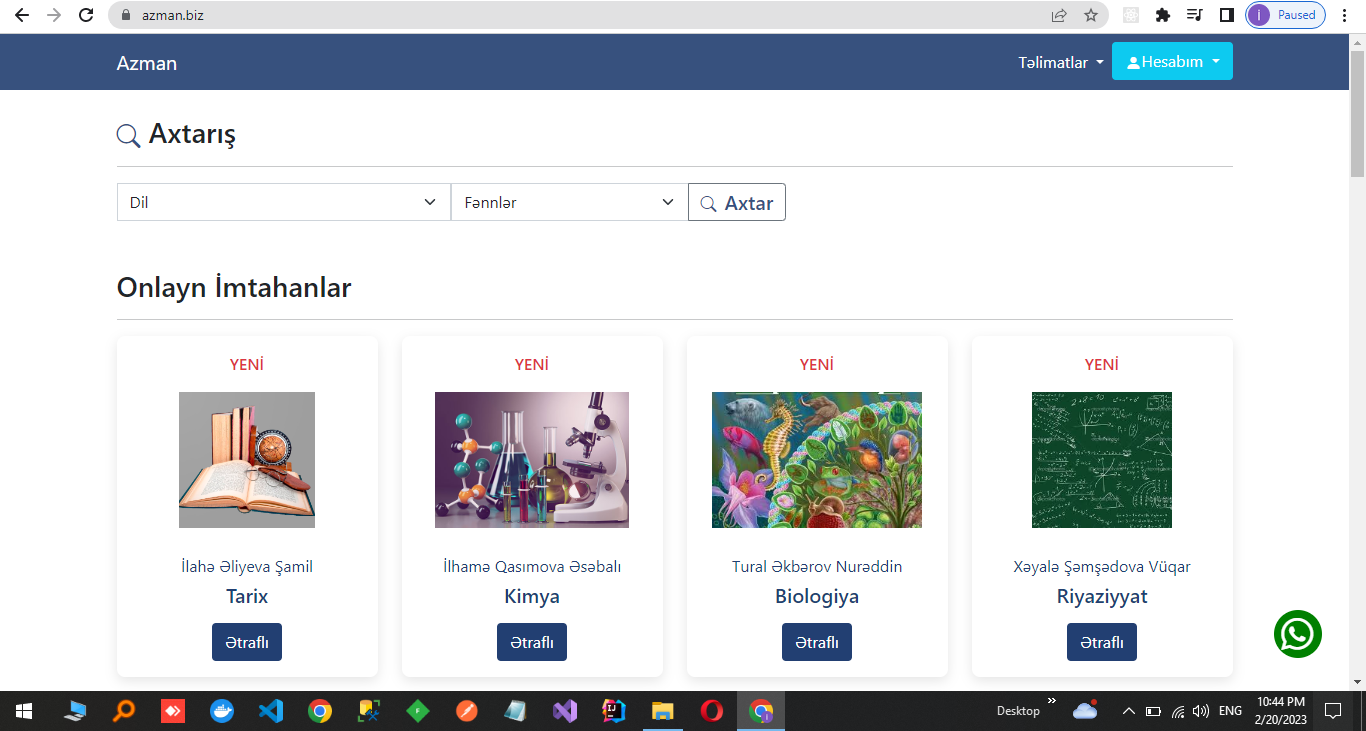 azman.biz
i Paused
Azman
Təlimatlar
Hesabım
Axtarış
Dil
Fənnlər
Axtar
Onlayn İmtahanlar
YENİ
YENİ
YENİ
YENİ
İlahə Əliyeva Şamil
İlhamə Qasımova Əsəbalı
Tural Əkbərov Nurəddin
Xəyalə Şəmşədova Vüqar
Tarix
Kimya
Biologiya
Riyaziyyat
Ətraflı
Ətraflı
Ətraflı
Ətraflı
Desktop
ENG
10:44 PM
2/20/2023